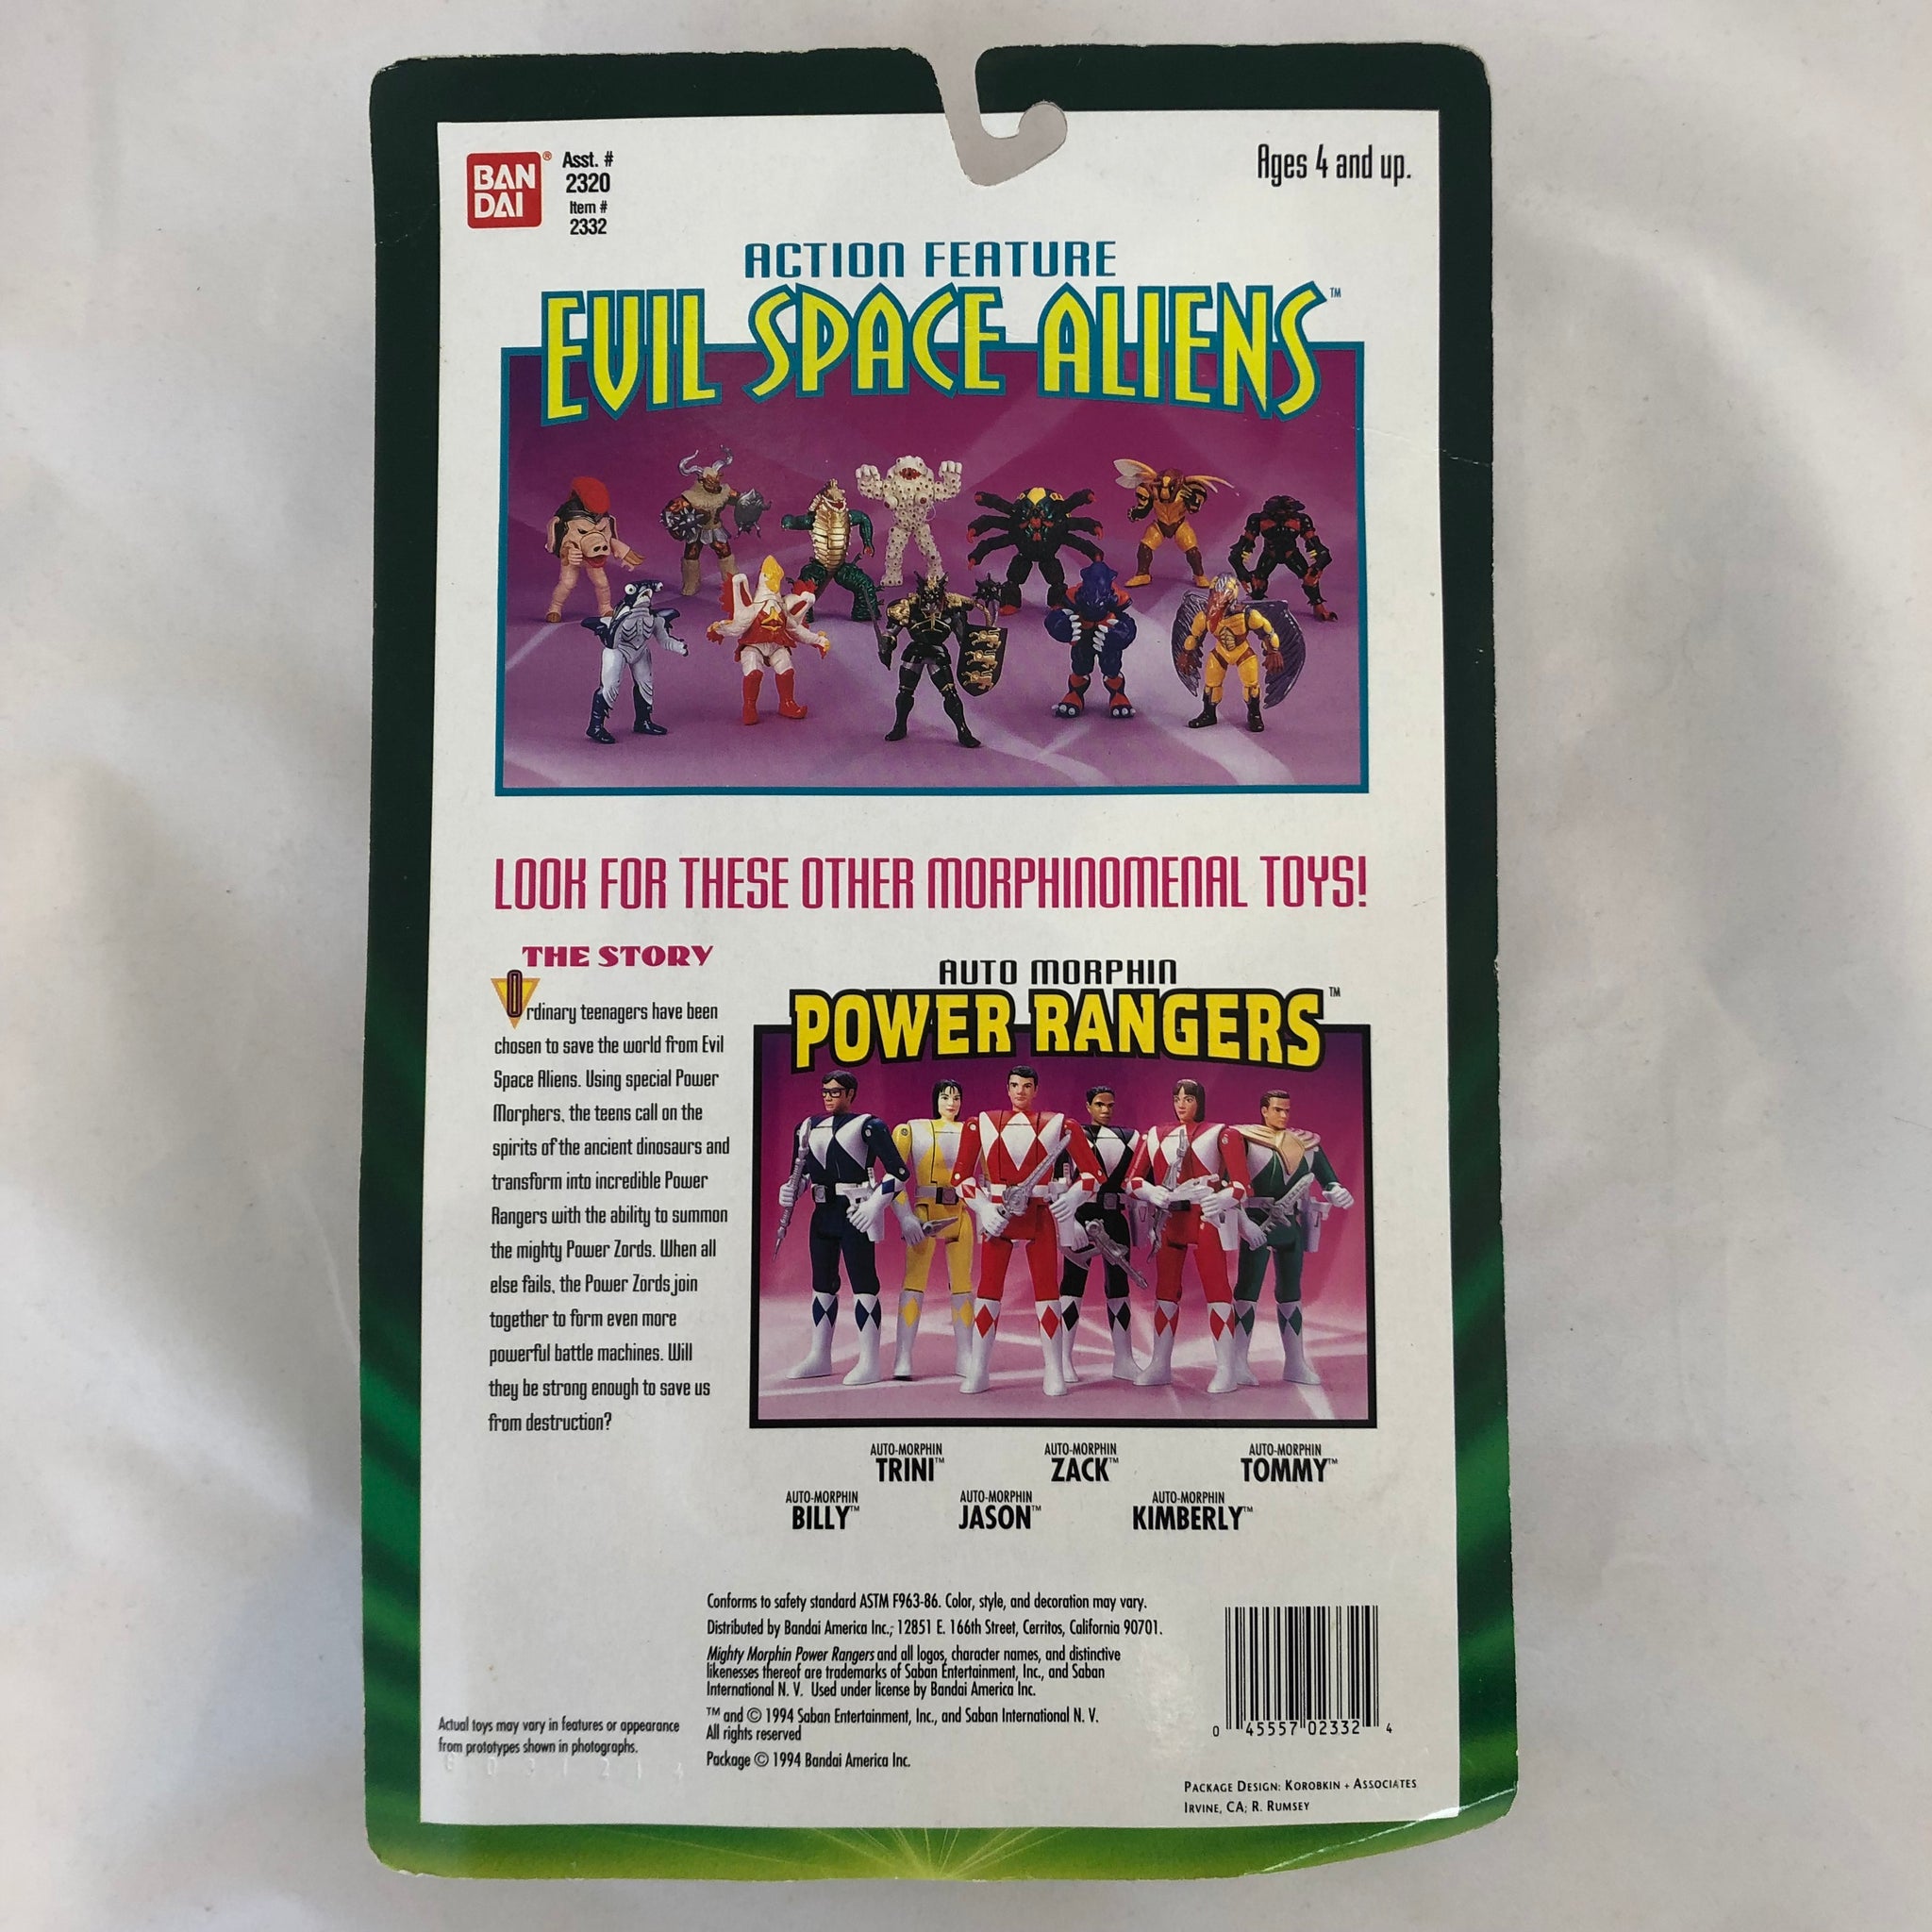 BAN
DAI
®
Ast. #
2320
Item #
2332
Ages 4 and up.
ACTION FEATURE
EVIL SPACE ALIENS™
LOOK FOR THESE OTHER MORPHINOMENAL TOYS!
THE STORY
Ordinary teenagers have been
chosen to save the world from Evil
Space Aliens. Using special Power
Morphers, the teens call on the
spirits of the ancient dinosaurs and
transform into incredible Power
Rangers with the ability to summon
the mighty Power Zords. When all
else fails, the Power Zords join
together to form even more
powerful battle machines. Will
they be strong enough to save us
from destruction?
AUTO MORPHIN
POWER RANGERS™
AUTO-MORPHIN
TRINI™
AUTO-MORPHIN
ZACK™
AUTO-MORPHIN
TOMMY™
AUTO-MORPHIN
BILLY™
AUTO-MORPHIN
JASON™
AUTO-MORPHIN
KIMBERLY™
Conforms to safety standard ASTM F963-86. Color, style, and decoration may vary.
Distributed by Bandai America Inc.; 12851 E. 166th Street, Cerritos, California 90701.
Mighty Morphin Power Rangers and all logos, character names, and distinctive
likenesses thereof are trademarks of Saban Entertainment, Inc., and Saban
International N. V. Used under license by Bandai America Inc.
™ and © 1994 Saban Entertainment, Inc., and Saban International N. V.
All rights reserved
Package © 1994 Bandai America Inc.
Actual toys may vary in features or appearance
from prototypes shown in photographs.
0 45557 02332 4
PACKAGE DESIGN: KOROBKIN + ASSOCIATES
IRVINE, CA; R. RUMSEY